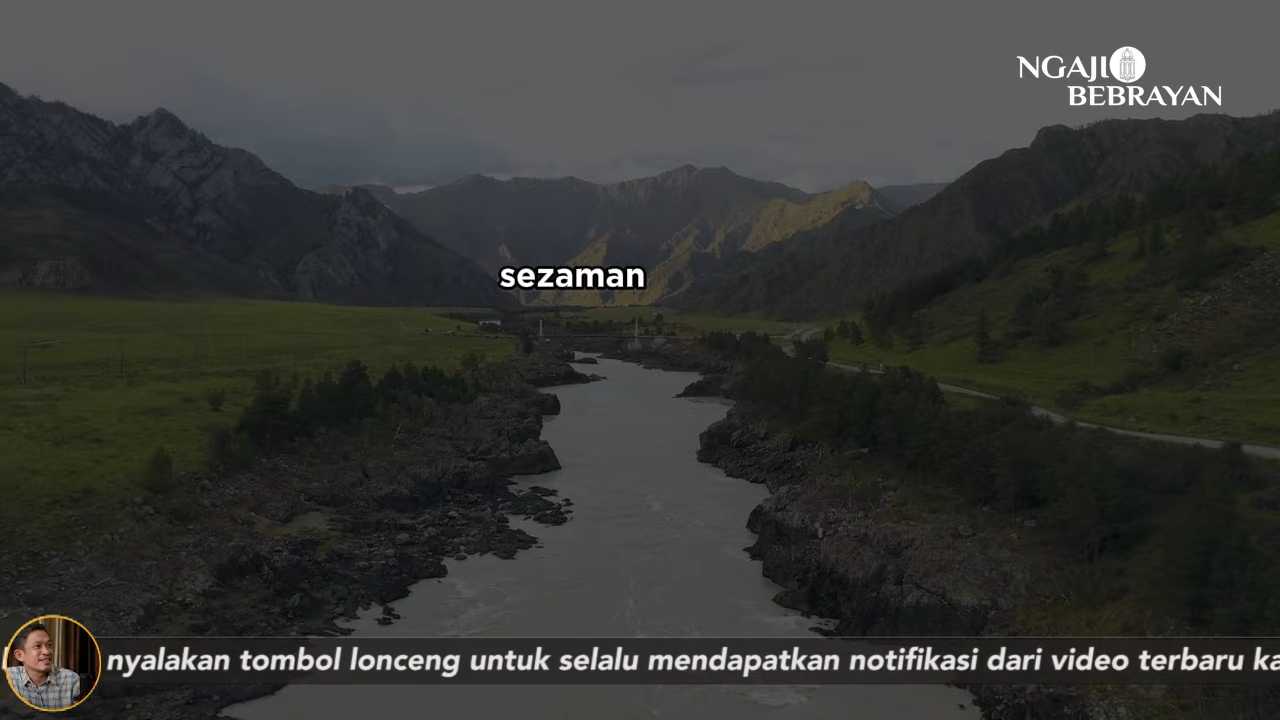 NGAJI
BEBRAYAN
sezaman
nyalakan tombol lonceng untuk selalu mendapatkan notifikasi dari video terbaru ka